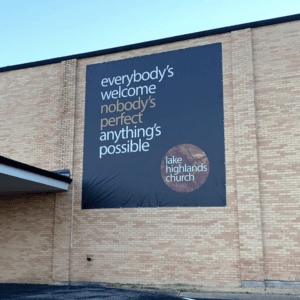 everybody's
welcome
nobody's
perfect
anything's
possible
lake
highlands
church